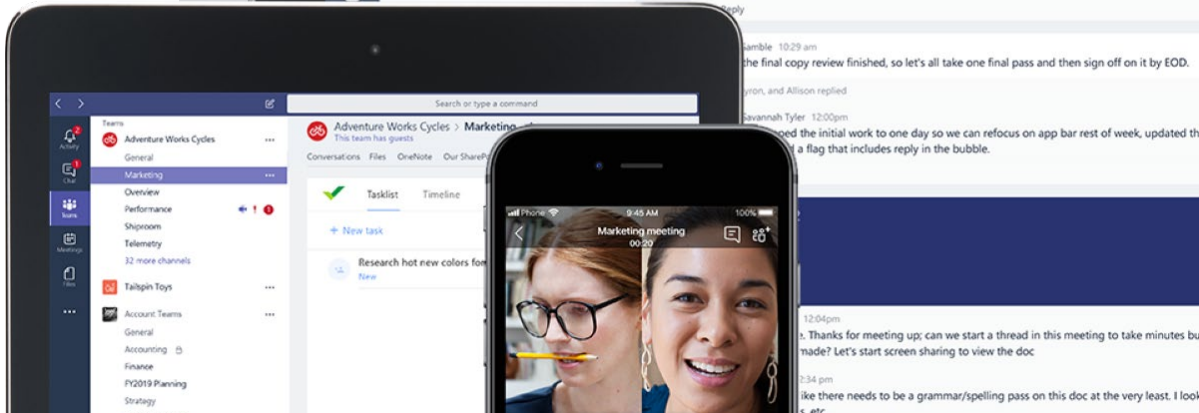 Reply
amble 10:29 am
the final copy review finished, so let's all take one final pass and then sign off on it by EOD.
yron, and Allison replied
Savannah Tyler 12:00pm
ped the initial work to one day so we can refocus on app bar rest of week, updated th
a flag that includes reply in the bubble.
Search or type a command
Activity
Chat
Teams
Meetings
Files
Teams
Adventure Works Cycles
General
Marketing
Overview
Performance
Shiproom
Telemetry
32 more channels
Tailspin Toys
Account Teams
General
Accounting
Finance
FY2019 Planning
Strategy
Adventure Works Cycles > Marketing
This team has guests
Conversations Files OneNote Our SharePo
Tasklist Timeline
+ New task
Research hot new colors for
New
Phone 9:45 AM 100%
Marketing meeting
00:20
12:04pm
e. Thanks for meeting up; can we start a thread in this meeting to take minutes bu
made? Let's start screen sharing to view the doc
2:34 pm
like there needs to be a grammar/spelling pass on this doc at the very least. I look
s, etc